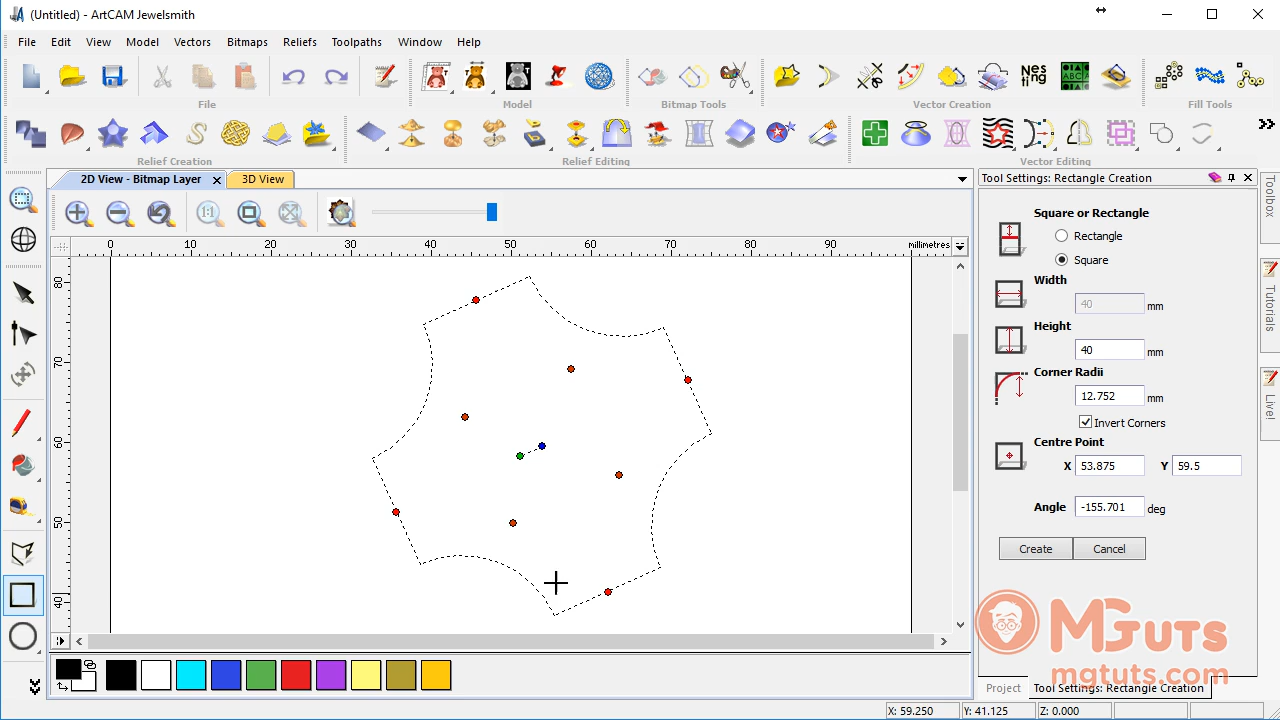 (Untitled) - ArtCAM Jewelsmith
File Edit View Model Vectors Bitmaps Reliefs Toolpaths Window Help
File Model Bitmap Tools Vector Creation Fill Tools
Nesting
ABC
Relief Creation Relief Editing Vector Editing
2D View - Bitmap Layer 3D View
1:1
0 10 20 30 40 50 60 70 80 90 millimetres
80
70
60
50
40
Tool Settings: Rectangle Creation
Square or Rectangle
Rectangle
Square
Width
40 mm
Height
40 mm
Corner Radii
12.752 mm
Invert Corners
Centre Point
X 53.875 Y 59.5
Angle -155.701 deg
Create Cancel
Toolbox
Tutorials
Live!
MGTUTS
mgtuts.com
Project Tool Settings: Rectangle Creation
X: 59.250 Y: 41.125 Z: 0.000